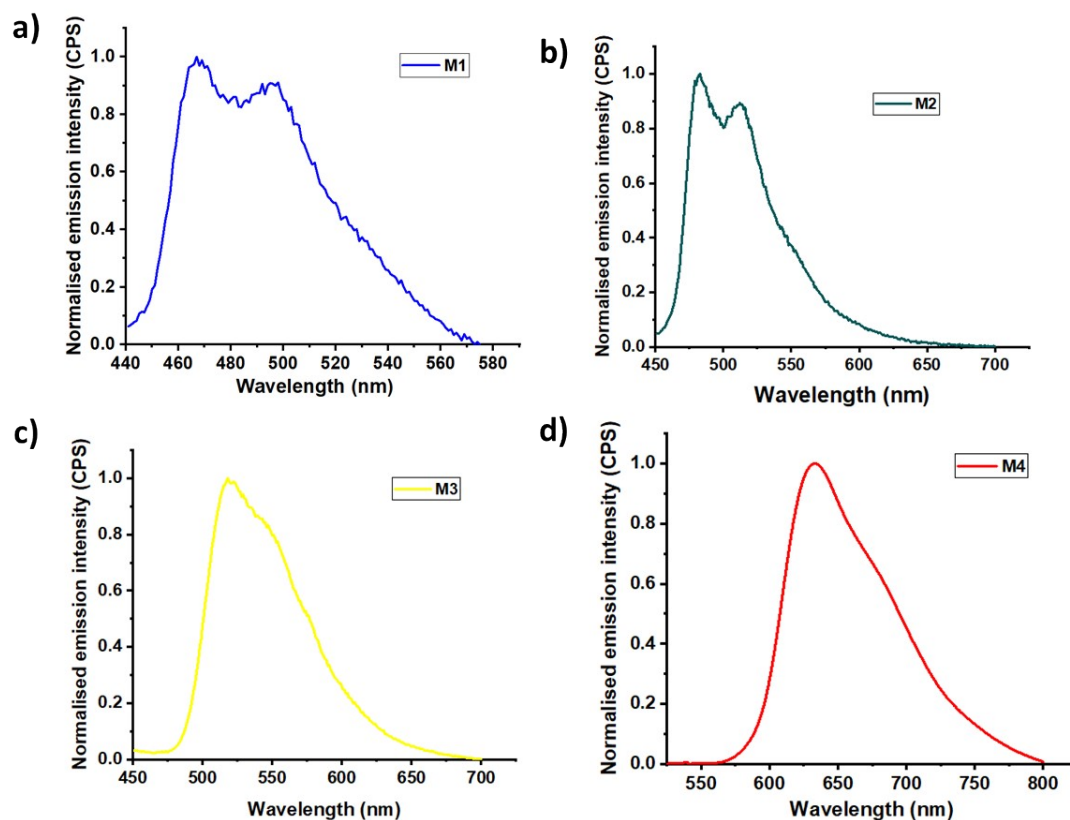 a)
Normalised emission intensity (CPS)
1.0
0.8
0.6
0.4
0.2
0.0
M1
440 460 480 500 520 540 560 580
Wavelength (nm)
b)
Normalised emission intensity (CPS)
1.0
0.8
0.6
0.4
0.2
0.0
M2
450 500 550 600 650 700
Wavelength (nm)
c)
Normalised emission intensity (CPS)
1.0
0.8
0.6
0.4
0.2
0.0
M3
450 500 550 600 650 700
Wavelength (nm)
d)
Normalised emission intensity (CPS)
1.0
0.8
0.6
0.4
0.2
0.0
M4
550 600 650 700 750 800
Wavelength (nm)